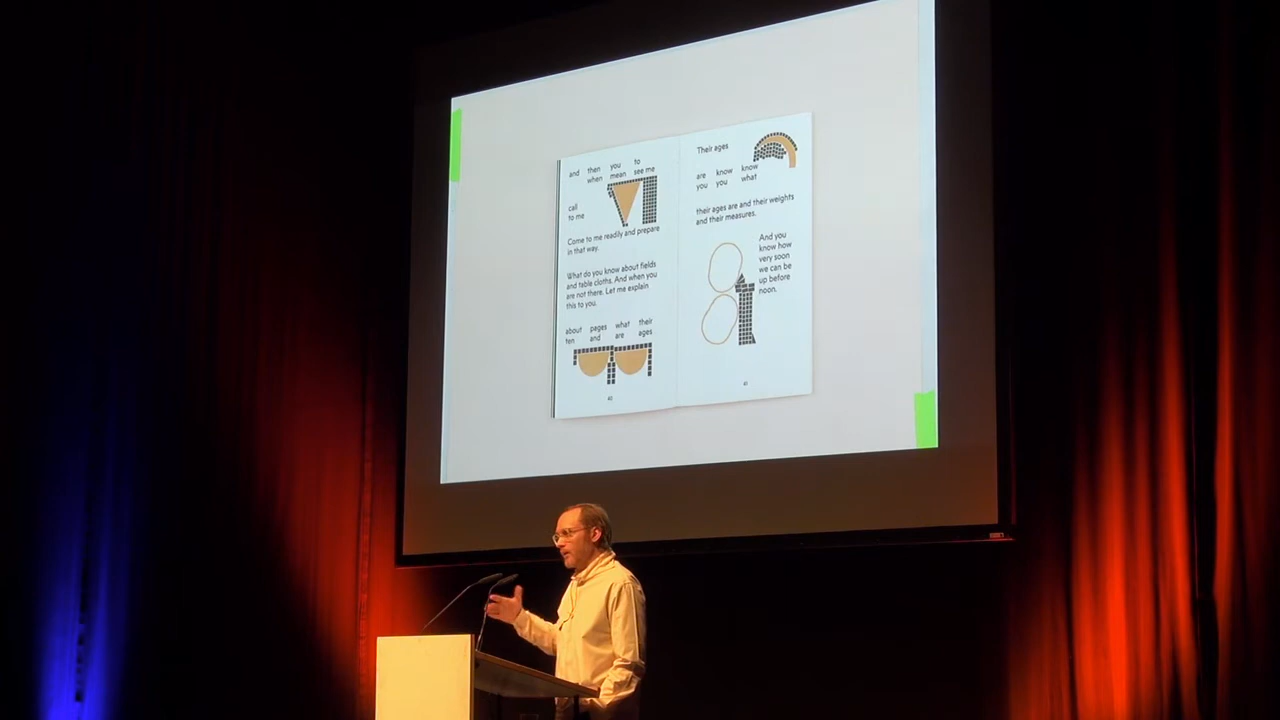 and then you to
when mean see me
call
to me
Come to me readily and prepare
in that way.
What do you know about fields
and table cloths. And when you
are not there. Let me explain
this to you.
about pages what their
ten and are ages
40
Their ages
are know know
you you what
their ages are and their weights
and their measures.
And you
know how
very soon
we can be
up before
noon.
41